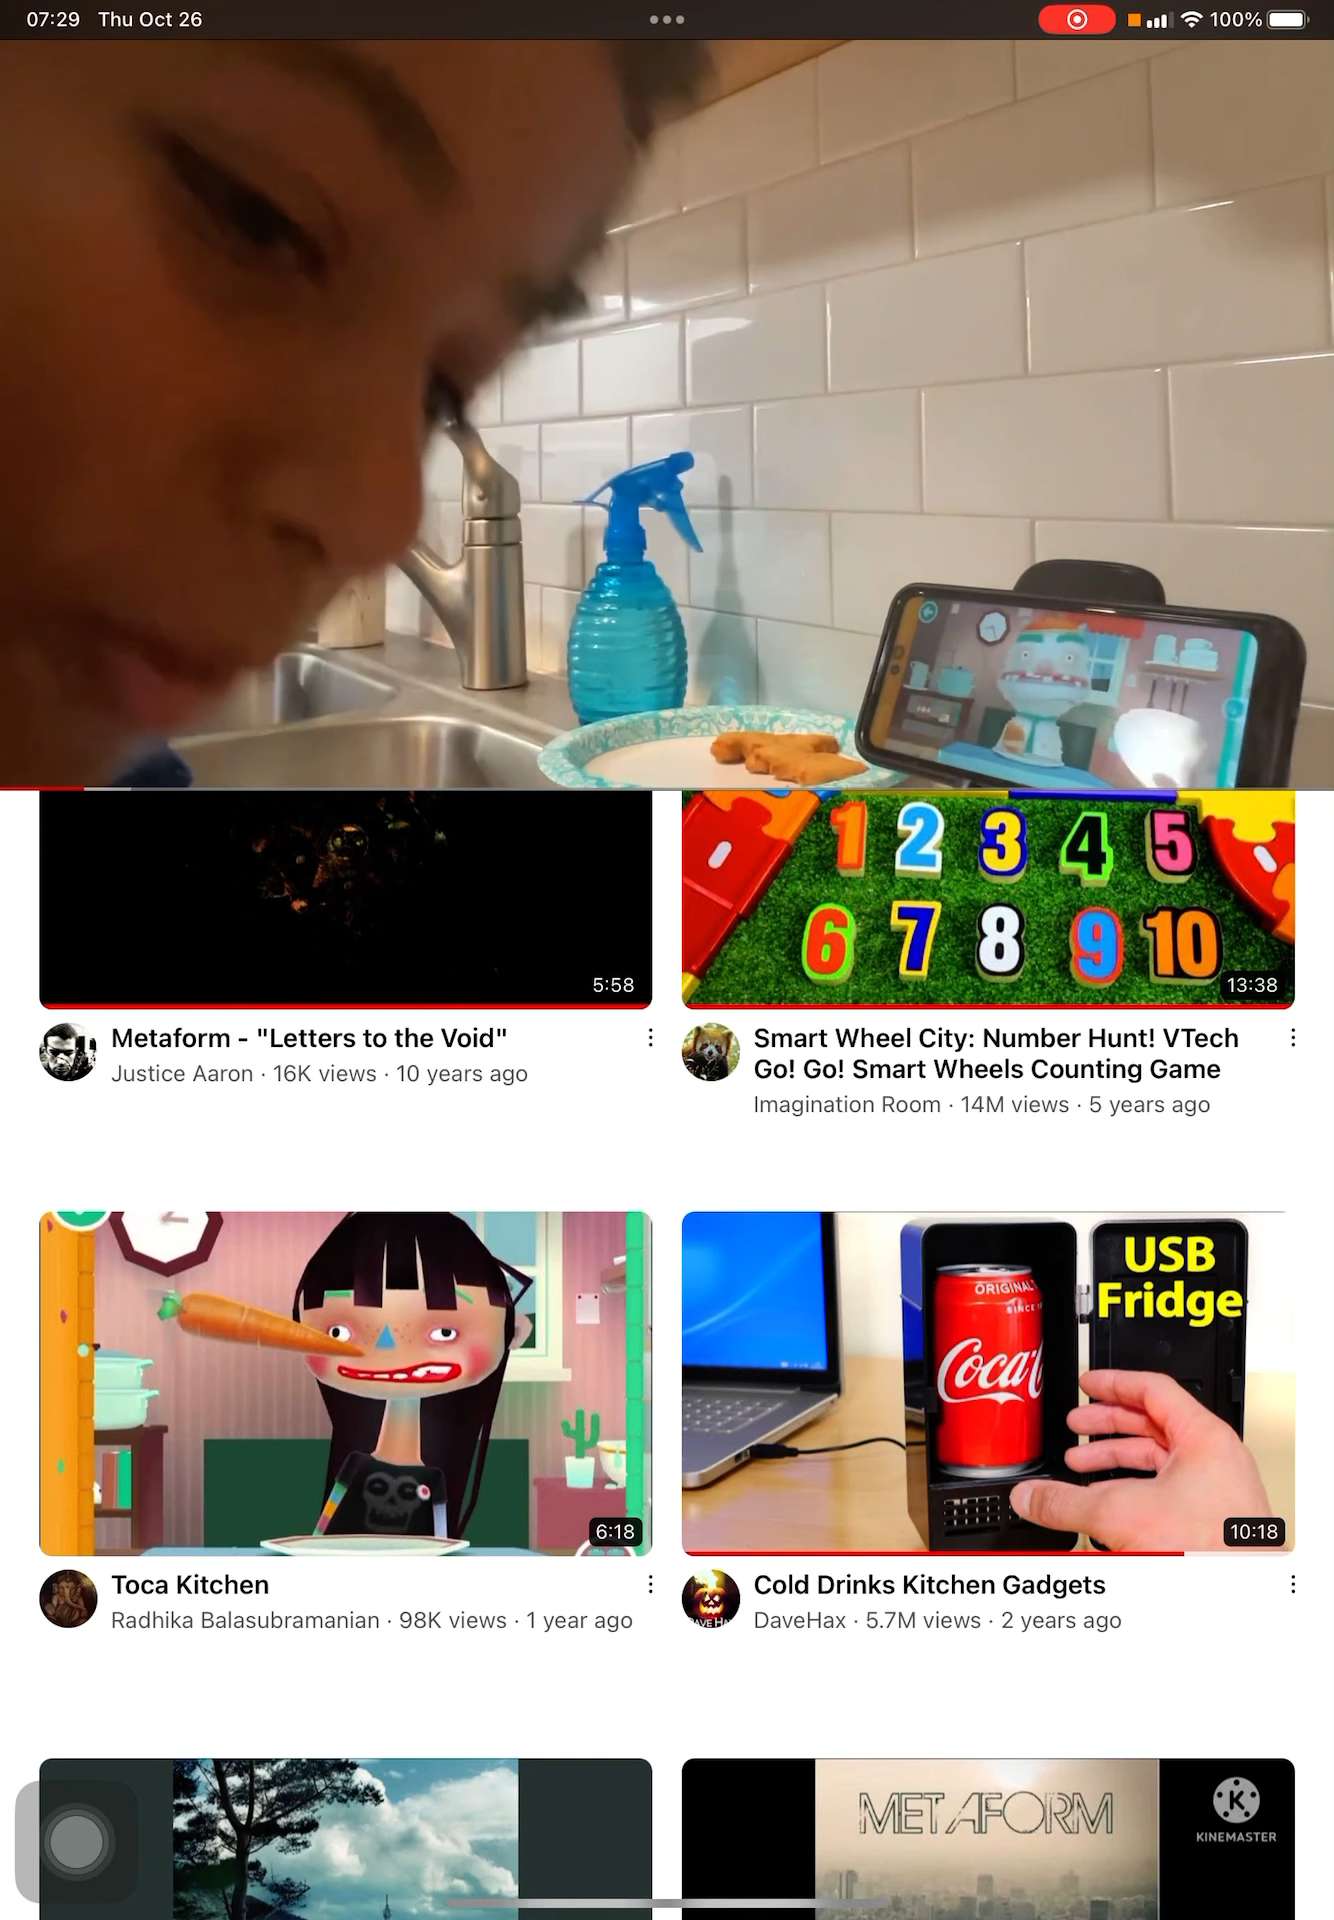 07:29 Thu Oct 26
100%
1 2 3 4 5
6 7 8 9 10
5:58
13:38
Metaform - "Letters to the Void"
Justice Aaron · 16K views · 10 years ago
Smart Wheel City: Number Hunt! VTech
Go! Go! Smart Wheels Counting Game
Imagination Room · 14M views · 5 years ago
USB
Fridge
ORIGINAL
SINCE
Coca-C
6:18
10:18
Toca Kitchen
Radhika Balasubramanian · 98K views · 1 year ago
Cold Drinks Kitchen Gadgets
DaveHax · 5.7M views · 2 years ago
METAFORM
K
KINEMASTER